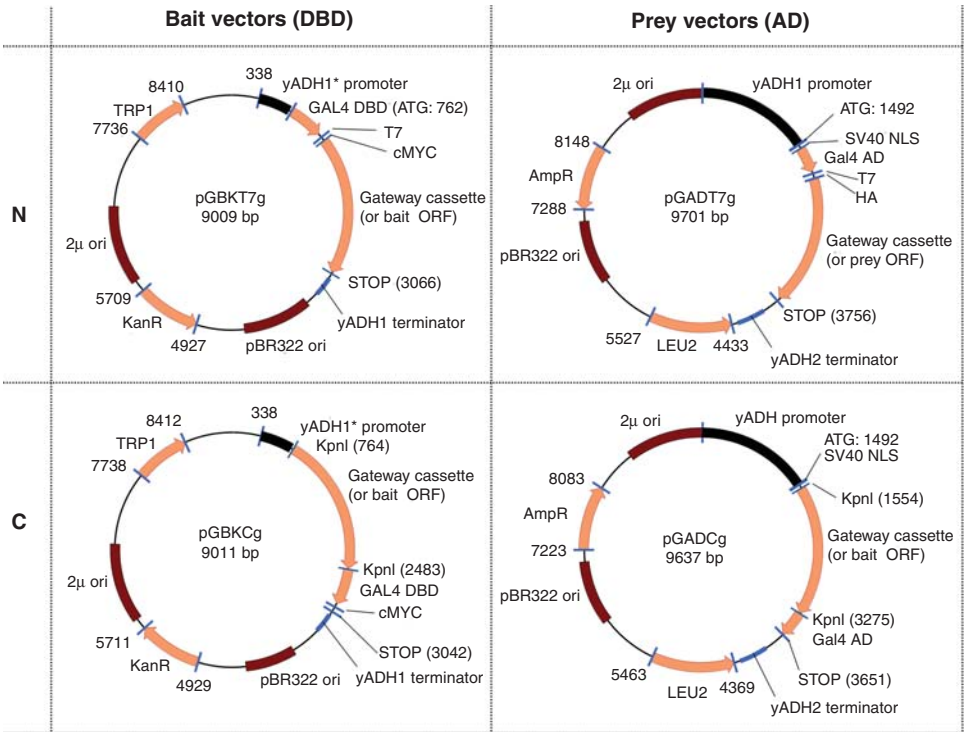 Bait vectors (DBD)
Prey vectors (AD)
N
338
yADH1* promoter
GAL4 DBD (ATG: 762)
T7
cMYC
Gateway cassette
(or bait ORF)
STOP (3066)
yADH1 terminator
pBR322 ori
4927
KanR
5709
2μ ori
7736
TRP1
8410
pGBKT7g
9009 bp
2μ ori
yADH1 promoter
ATG: 1492
SV40 NLS
Gal4 AD
T7
HA
Gateway cassette
(or prey ORF)
STOP (3756)
yADH2 terminator
4433
LEU2
5527
pBR322 ori
7288
AmpR
8148
pGADT7g
9701 bp
C
338
yADH1* promoter
KpnI (764)
Gateway cassette
(or bait ORF)
KpnI (2483)
GAL4 DBD
cMYC
STOP (3042)
yADH1 terminator
pBR322 ori
4929
KanR
5711
2μ ori
7738
TRP1
8412
pGBKCg
9011 bp
2μ ori
yADH promoter
ATG: 1492
SV40 NLS
KpnI (1554)
Gateway cassette
(or bait ORF)
KpnI (3275)
Gal4 AD
STOP (3651)
yADH2 terminator
4369
LEU2
5463
pBR322 ori
7223
AmpR
8083
pGADCg
9637 bp